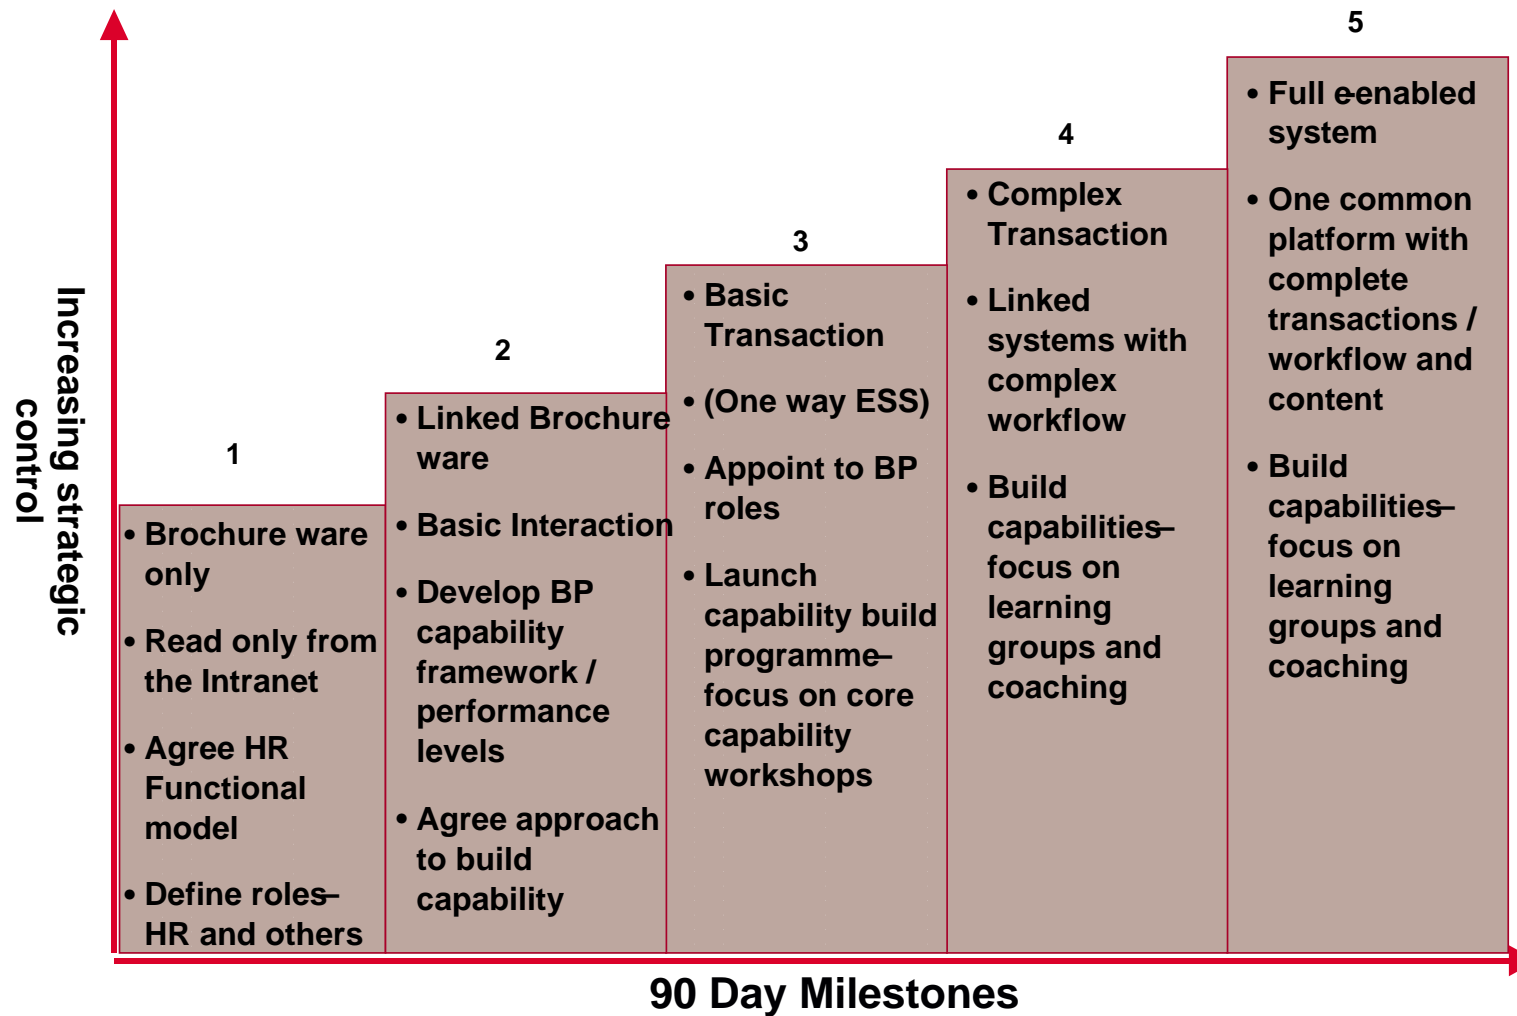 Increasing strategic
control
1
• Brochure ware
only
• Read only from
the Intranet
• Agree HR
Functional
model
• Define roles–
HR and others
2
• Linked Brochure
ware
• Basic Interaction
• Develop BP
capability
framework /
performance
levels
• Agree approach
to build
capability
3
• Basic
Transaction
• (One way ESS)
• Appoint to BP
roles
• Launch
capability build
programme–
focus on core
capability
workshops
4
• Complex
Transaction
• Linked
systems with
complex
workflow
• Build
capabilities–
focus on
learning
groups and
coaching
5
• Full e-enabled
system
• One common
platform with
complete
transactions /
workflow and
content
• Build
capabilities–
focus on
learning
groups and
coaching
90 Day Milestones